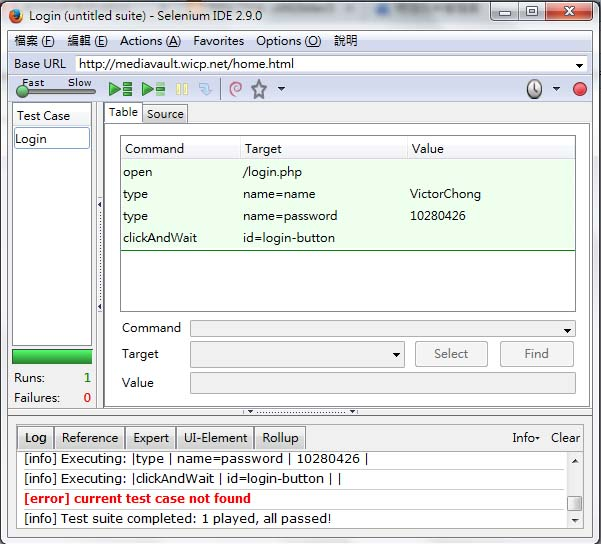 Login (untitled suite) - Selenium IDE 2.9.0
檔案 (F) 編輯 (E) Actions (A) Favorites Options (O) 說明
Base URL http://mediavault.wicp.net/home.html
Fast Slow
Test Case
Login
Table Source
Command Target Value
open /login.php
type name=name VictorChong
type name=password 10280426
clickAndWait id=login-button
Command
Target Select Find
Value
Runs: 1
Failures: 0
Log Reference Expert UI-Element Rollup Info Clear
[info] Executing: |type | name=password | 10280426 |
[info] Executing: |clickAndWait | id=login-button | |
[error] current test case not found
[info] Test suite completed: 1 played, all passed!